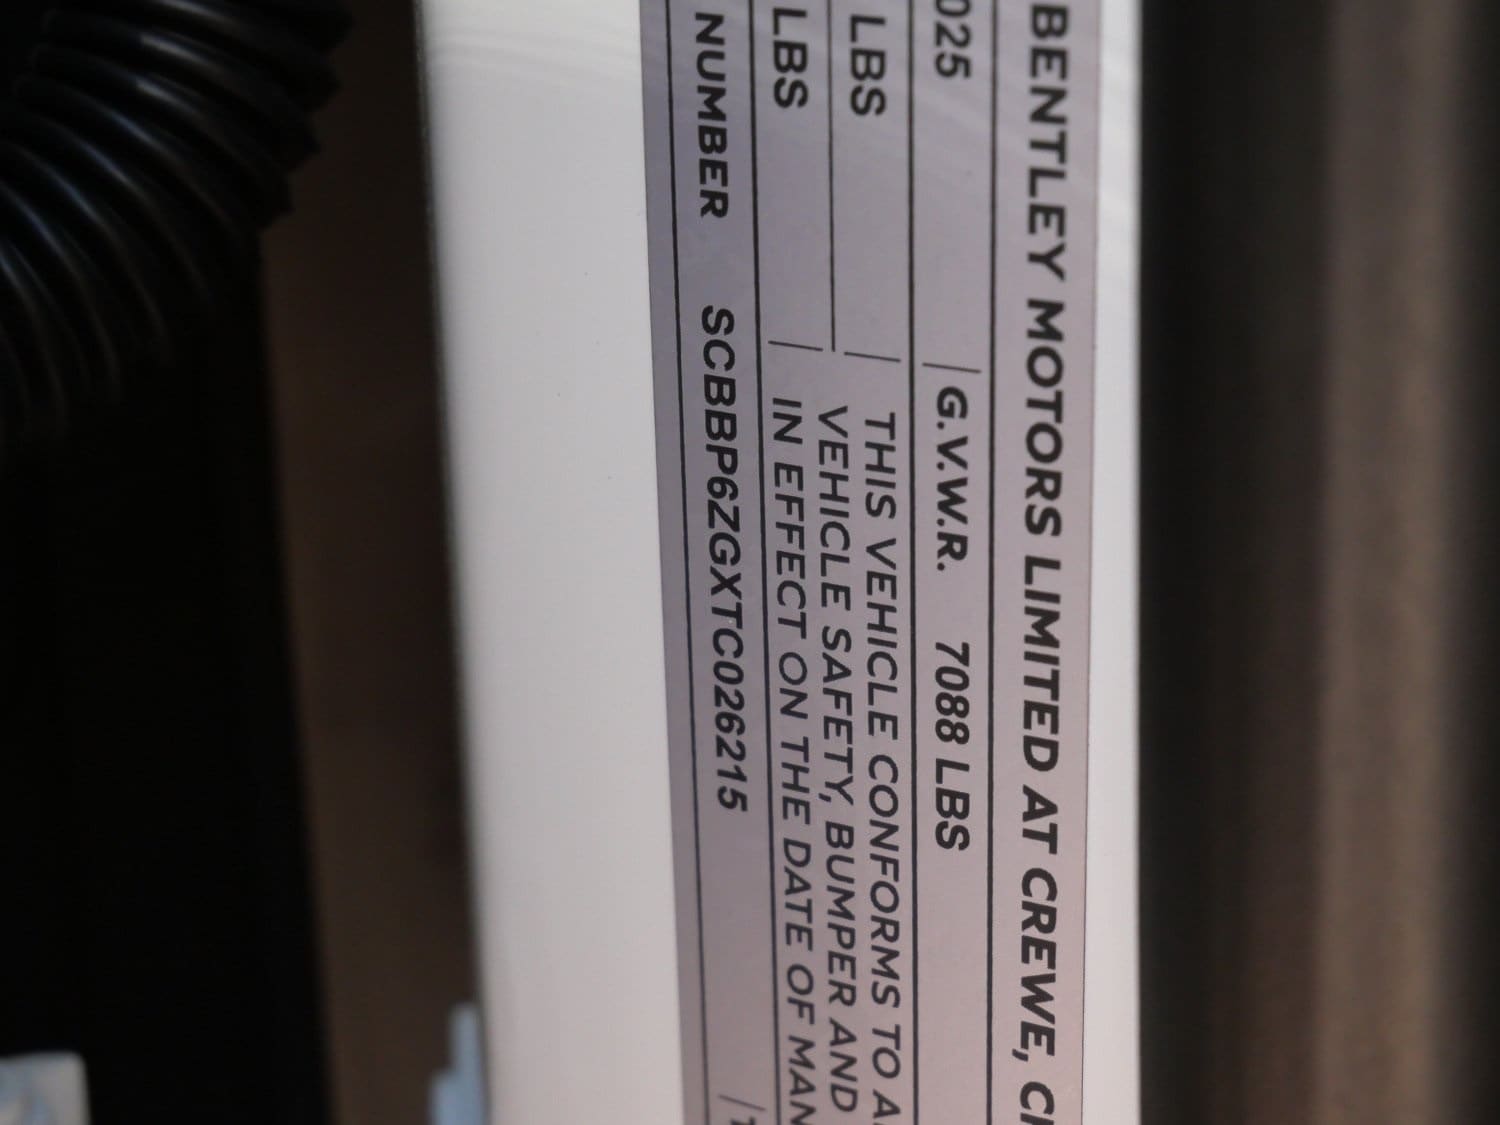 BENTLEY MOTORS LIMITED AT CREWE,
025 G.V.W.R. 7088 LBS
LBS THIS VEHICLE CONFORMS TO
VEHICLE SAFETY, BUMPER AND
LBS IN EFFECT ON THE DATE OF MAN
NUMBER SCBBP6ZGXTC026215